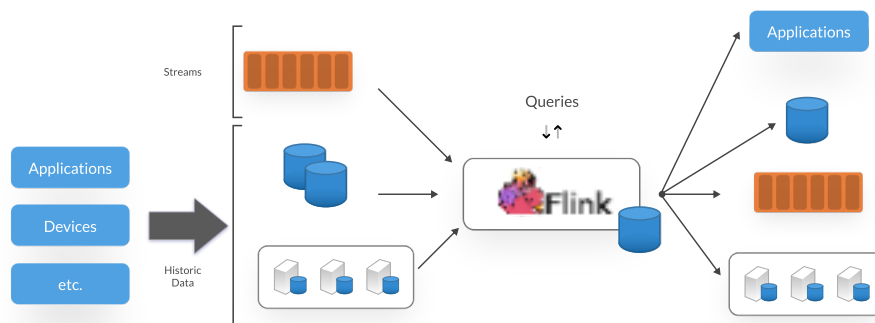 Streams
Applications
Devices
etc.
Historic
Data
Queries
Flink
Applications